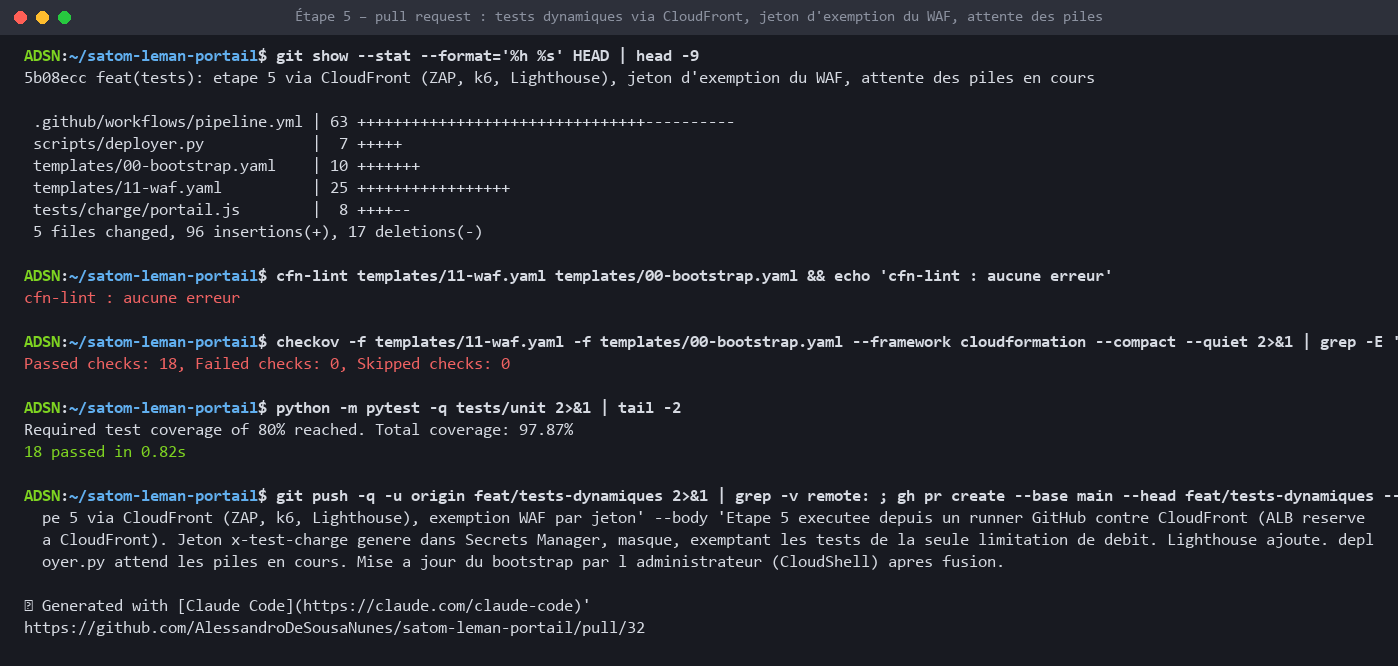 Étape 5 – pull request : tests dynamiques via CloudFront, jeton d'exemption du WAF, attente des piles
ADSN:~/satom-leman-portail$ git show --stat --format='%h %s' HEAD | head -9
5b08ecc feat(tests): etape 5 via CloudFront (ZAP, k6, Lighthouse), jeton d'exemption du WAF, attente des piles en cours
.github/workflows/pipeline.yml | 63 ++++++++++++++++++++++++++++++++----------
scripts/deployer.py | 7 +++++
templates/00-bootstrap.yaml | 10 +++++++
templates/11-waf.yaml | 25 +++++++++++++++++
tests/charge/portail.js | 8 ++++--
5 files changed, 96 insertions(+), 17 deletions(-)
ADSN:~/satom-leman-portail$ cfn-lint templates/11-waf.yaml templates/00-bootstrap.yaml && echo 'cfn-lint : aucune erreur'
cfn-lint : aucune erreur
ADSN:~/satom-leman-portail$ checkov -f templates/11-waf.yaml -f templates/00-bootstrap.yaml --framework cloudformation --compact --quiet 2>&1 | grep -E '
Passed checks: 18, Failed checks: 0, Skipped checks: 0
ADSN:~/satom-leman-portail$ python -m pytest -q tests/unit 2>&1 | tail -2
Required test coverage of 80% reached. Total coverage: 97.87%
18 passed in 0.82s
ADSN:~/satom-leman-portail$ git push -q -u origin feat/tests-dynamiques 2>&1 | grep -v remote: ; gh pr create --base main --head feat/tests-dynamiques --
pe 5 via CloudFront (ZAP, k6, Lighthouse), exemption WAF par jeton' --body 'Etape 5 executee depuis un runner GitHub contre CloudFront (ALB reserve
a CloudFront). Jeton x-test-charge genere dans Secrets Manager, masque, exemptant les tests de la seule limitation de debit. Lighthouse ajoute. depl
oyer.py attend les piles en cours. Mise a jour du bootstrap par l administrateur (CloudShell) apres fusion.
Generated with [Claude Code](https://claude.com/claude-code)'
https://github.com/AlessandroDeSousaNunes/satom-leman-portail/pull/32